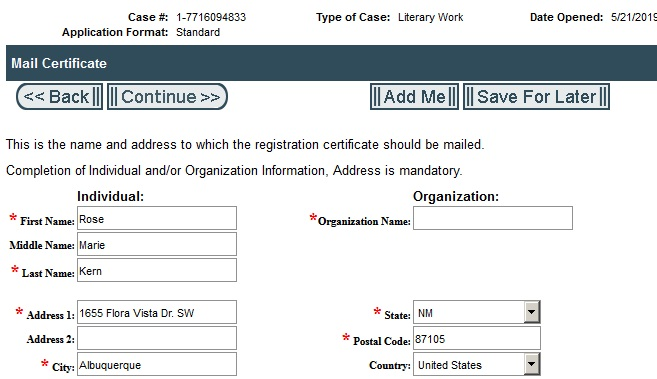 Case #: 1-7716094833 Type of Case: Literary Work Date Opened: 5/21/2019
Application Format: Standard
Mail Certificate
<< Back Continue >> Add Me Save For Later
This is the name and address to which the registration certificate should be mailed.
Completion of Individual and/or Organization Information, Address is mandatory.
Individual: Organization:
* First Name: Rose *Organization Name:
Middle Name: Marie
* Last Name: Kern
* Address 1: 1655 Flora Vista Dr. SW * State: NM
Address 2: * Postal Code: 87105
* City: Albuquerque Country: United States